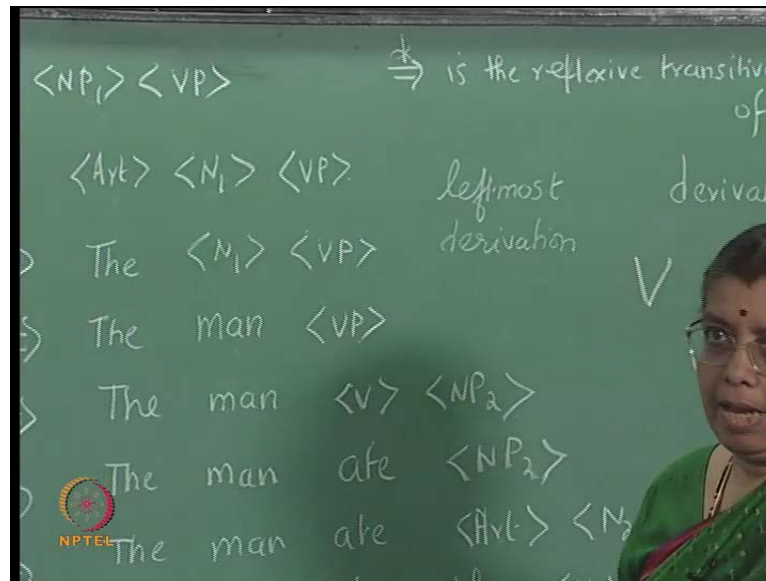 <NP₁> <VP>
*⇒ is the reflexive transitive
of
<Art> <N₁> <VP>
leftmost
derivation
deriva
V
The <N₁> <VP>
The man <VP>
The man <V> <NP₂>
The man ate <NP₂>
The man ate <Art> <N₂
NPTEL